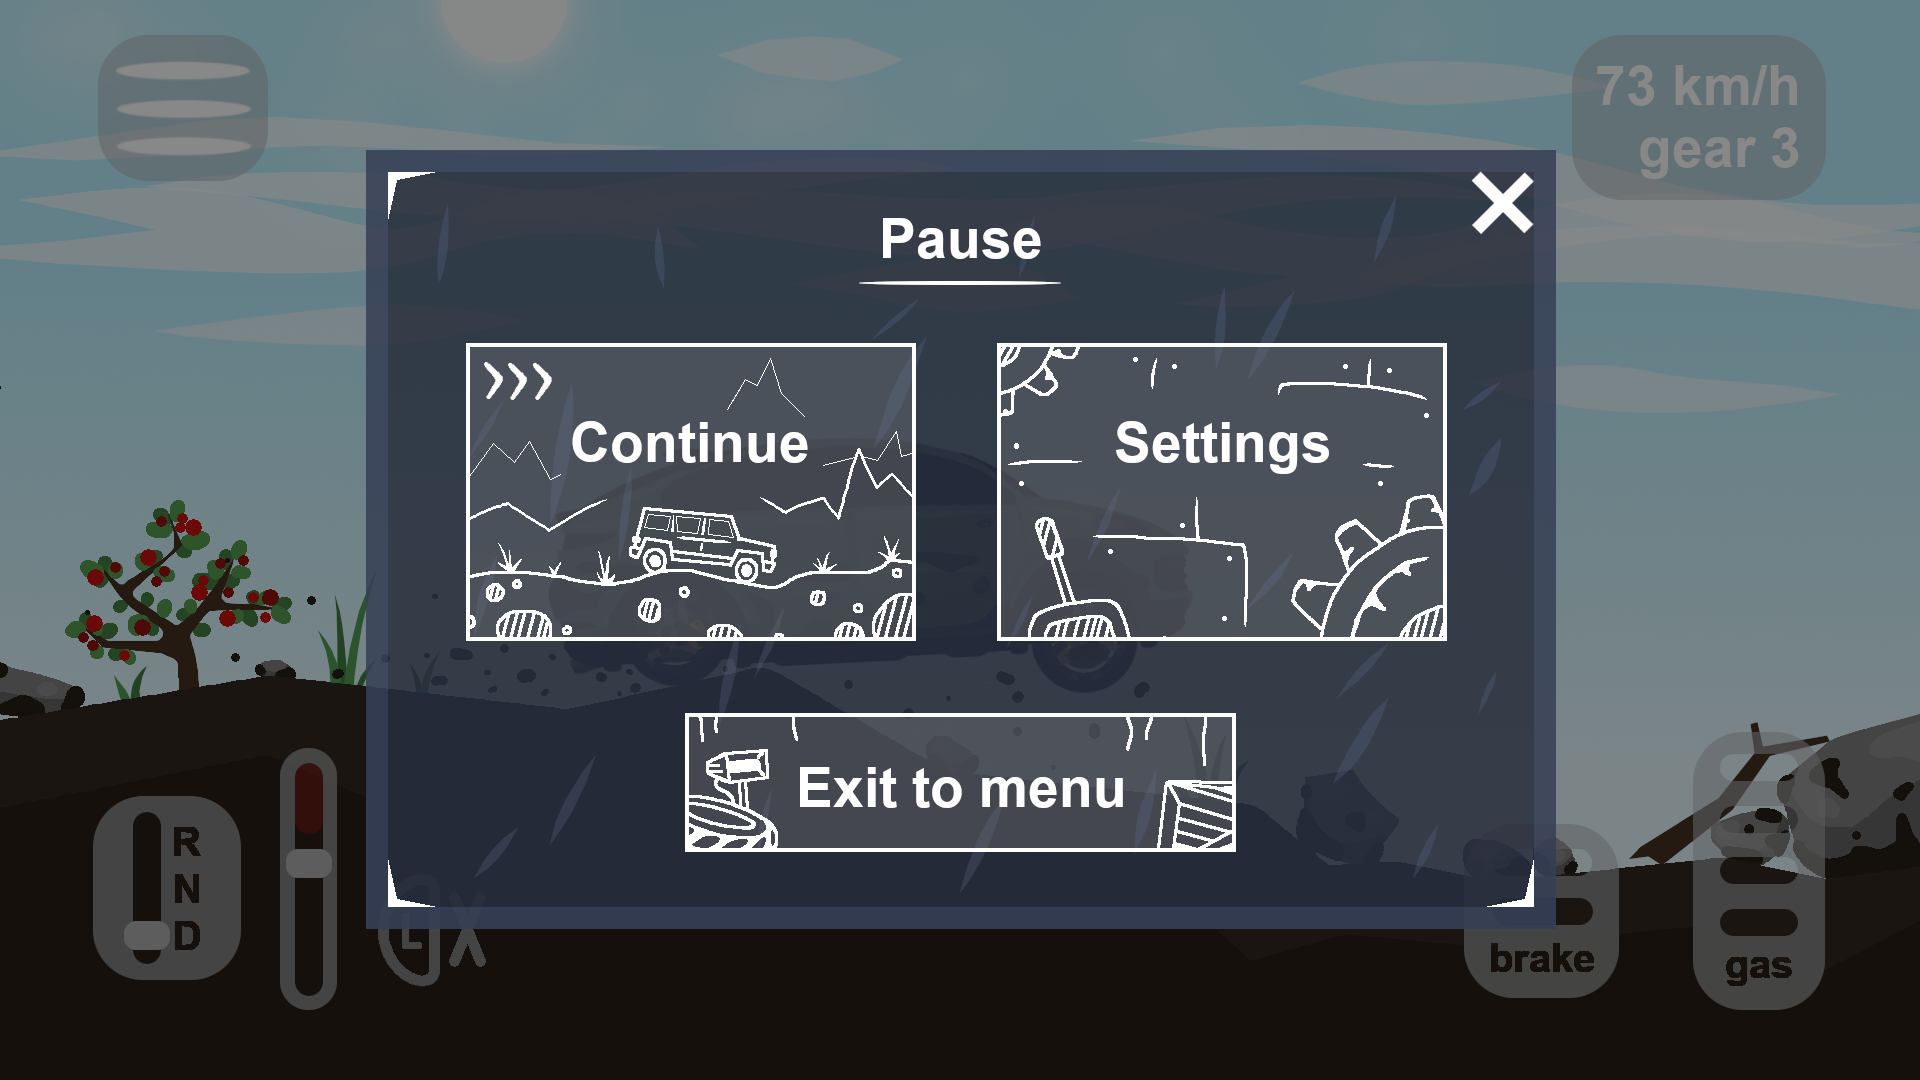 73 km/h
gear 3
Pause
Continue
Settings
Exit to menu
R
N
D
L
brake
gas